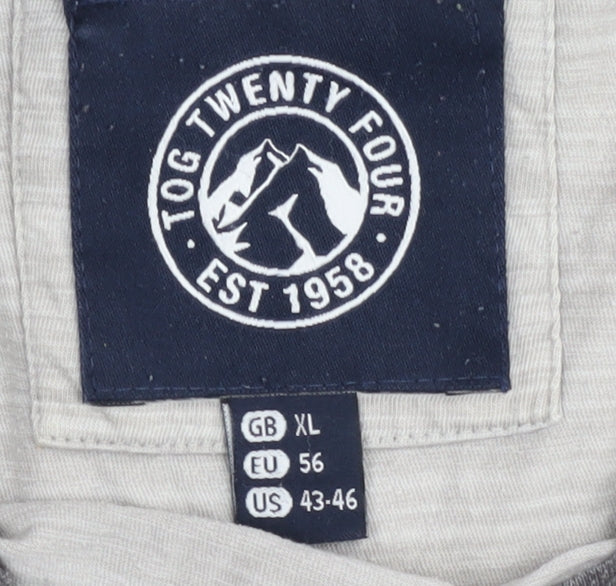 TOG TWENTY FOUR
· EST 1958 ·
GB XL
EU 56
US 43-46